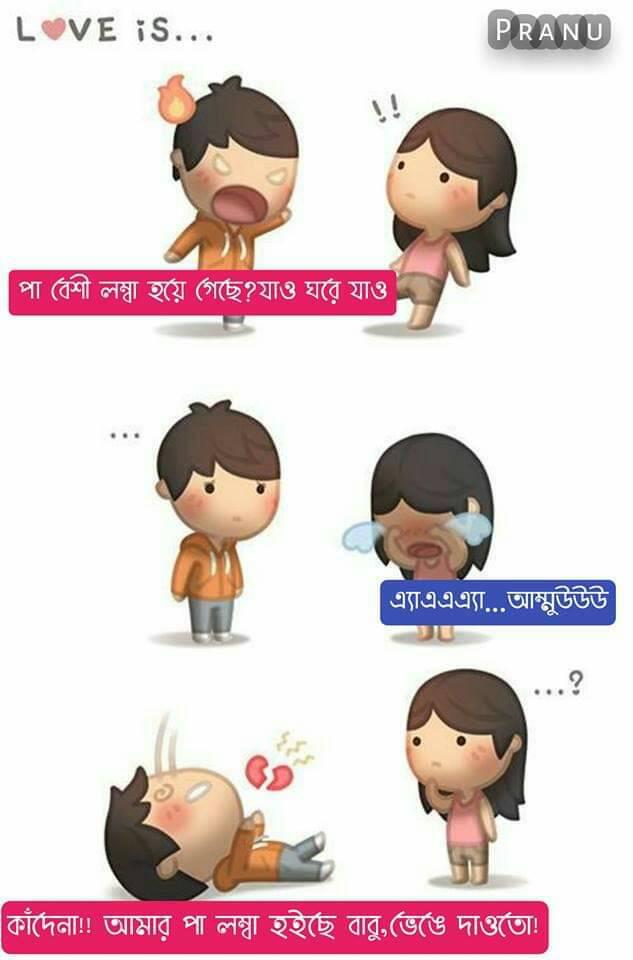 LOVE iS...
PRANU
!!
পা বেশী লম্বা হয়ে গেছে?যাও ঘরে যাও
...
এ্যাএএএ্যা...আম্মুউউউ
...?
কাঁদেনা!! আমার পা লম্বা হইছে বাবু,ভেঙে দাওতো!